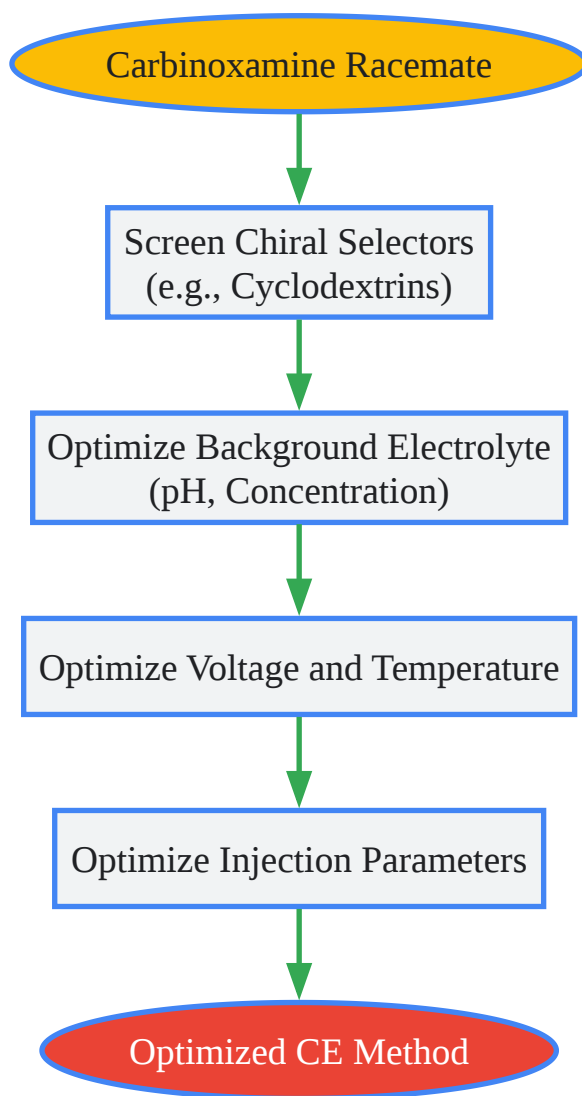 Carbinoxamine Racemate
Screen Chiral Selectors
(e.g., Cyclodextrins)
Optimize Background Electrolyte
(pH, Concentration)
Optimize Voltage and Temperature
Optimize Injection Parameters
Optimized CE Method